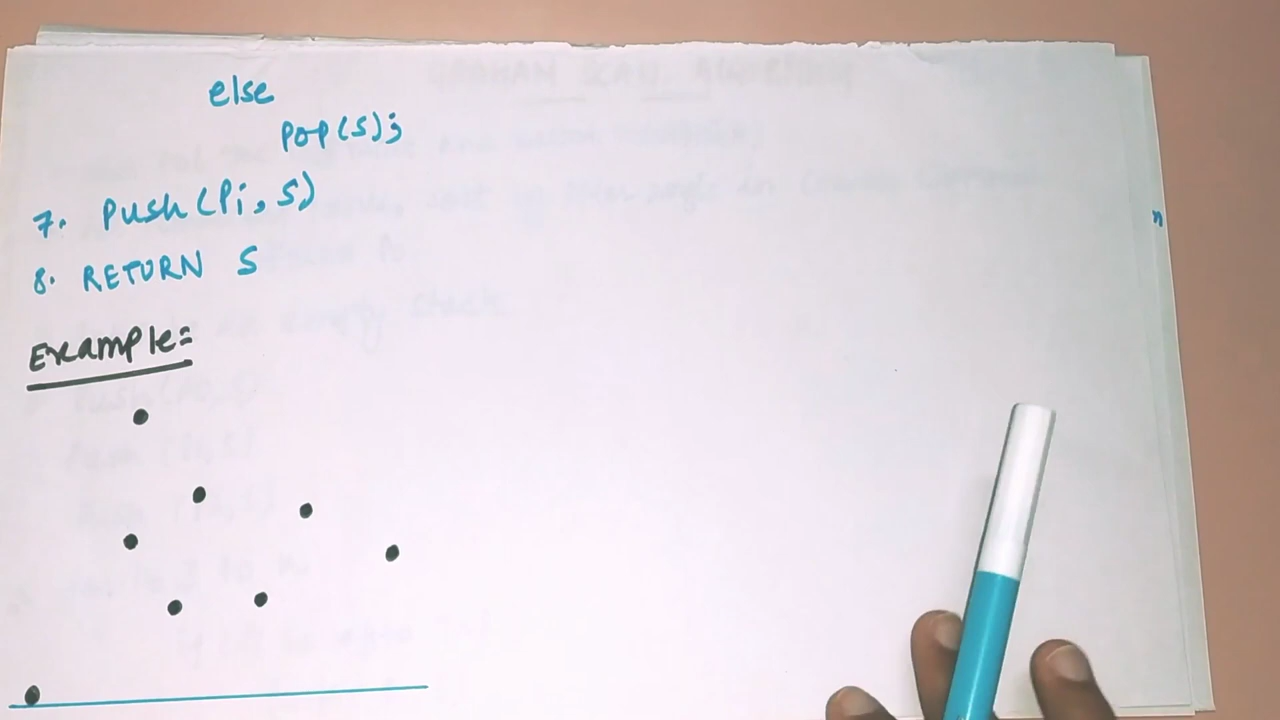 else
Pop(S);
7. Push(Pi, S)
8. RETURN S
Example:
n